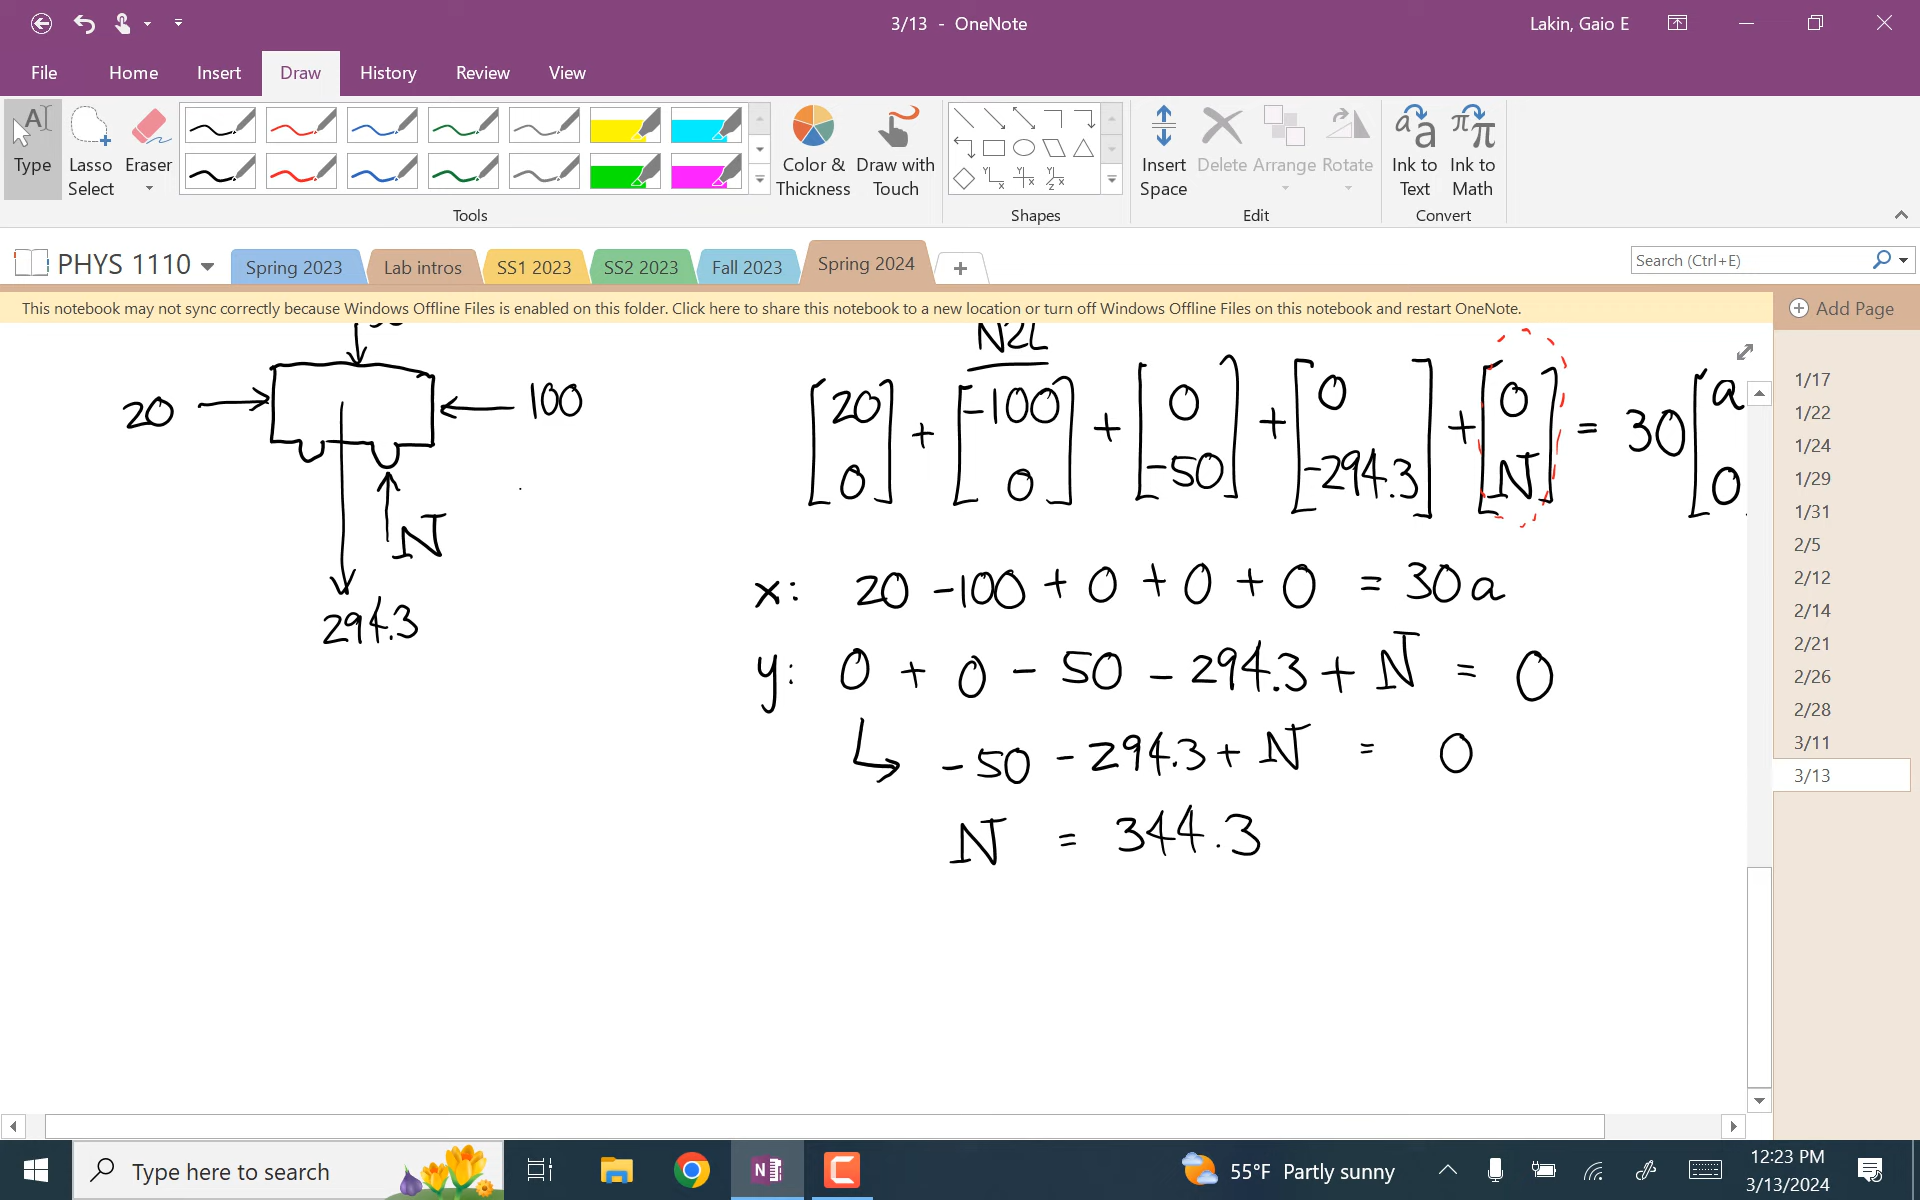 3/13 - OneNote
Lakin, Gaio E
File Home Insert Draw History Review View
Type
Lasso Select
Eraser
Color & Thickness
Draw with Touch
Insert Space
Delete
Arrange
Rotate
Ink to Text
Ink to Math
Tools
Shapes
Edit
Convert
PHYS 1110
Spring 2023
Lab intros
SS1 2023
SS2 2023
Fall 2023
Spring 2024
Search (Ctrl+E)
This notebook may not sync correctly because Windows Offline Files is enabled on this folder. Click here to share this notebook to a new location or turn off Windows Offline Files on this notebook and restart OneNote.
Add Page
1/17
1/22
1/24
1/29
1/31
2/5
2/12
2/14
2/21
2/26
2/28
3/11
3/13
20
100
N
294.3
N2L
[20 0] + [-100 0] + [0 -50] + [0 -294.3] + [0 N] = 30 [a 0
x: 20 -100 + 0 + 0 + 0 = 30a
y: 0 + 0 - 50 - 294.3 + N = 0
↳ -50 - 294.3 + N = 0
N = 344.3
Type here to search
55°F Partly sunny
12:23 PM
3/13/2024